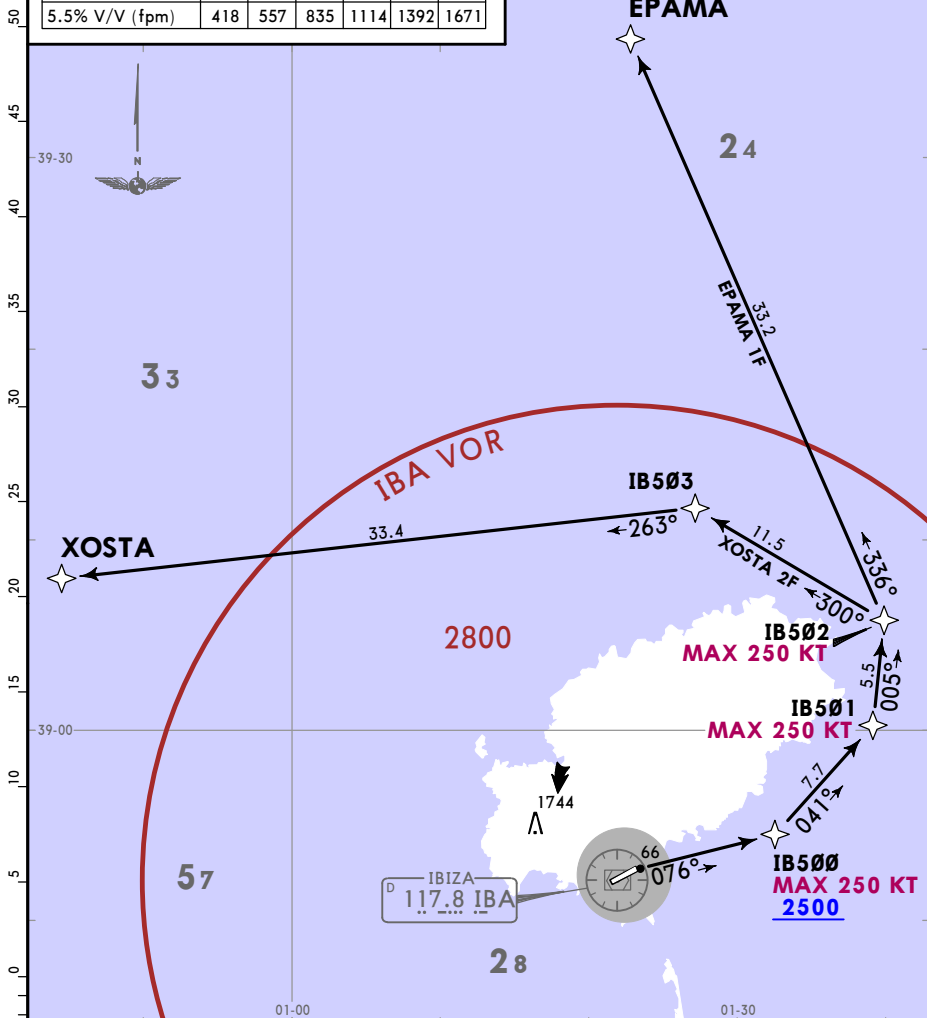 5.5% V/V (fpm) 418 557 835 1114 1392 1671
EPAMA
50
45
40
35
30
25
20
15
10
5
0
N
39-30
24
33
EPAMA 1F
33.2
IBA VOR
IB5Ø3
263°
33.4
XOSTA
11.5
XOSTA 2F
300°
336°
2800
IB5Ø2
MAX 250 KT
5.5
005°
IB5Ø1
MAX 250 KT
39-00
7.7
041°
1744
66
076°
IB5ØØ
MAX 250 KT
2500
57
IBIZA
D 117.8 IBA
28
01-00
01-30